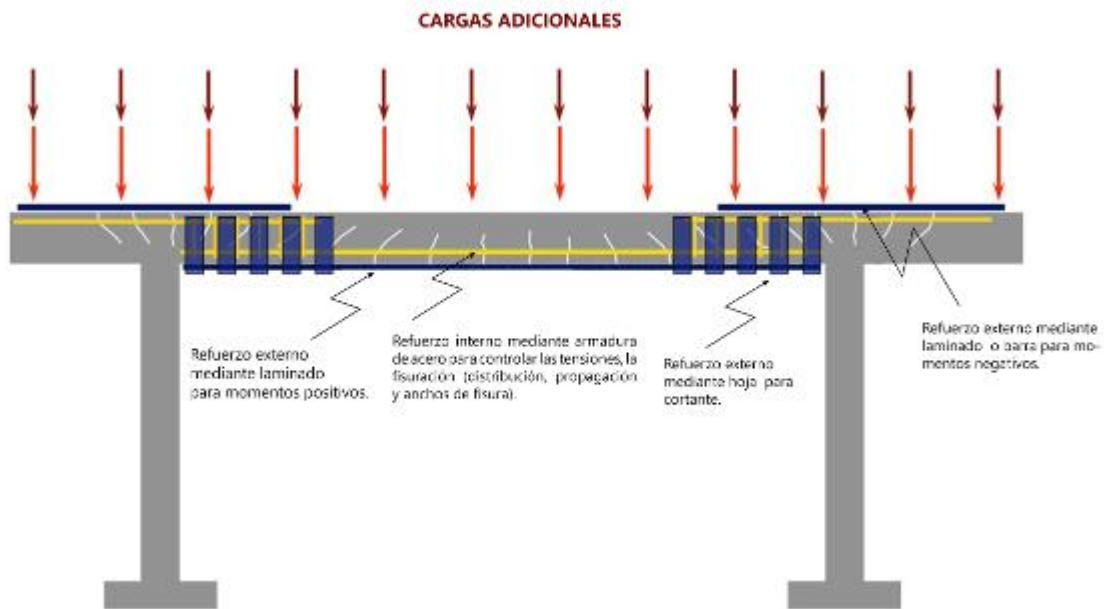 CARGAS ADICIONALES
Refuerzo externo
mediante laminado
para momentos positivos.
Refuerzo interno mediante armadura
de acero para controlar las tensiones, la
fisuración (distribución, propagación
y anchos de fisura).
Refuerzo externo
mediante hoja para
cortante.
Refuerzo externo mediante
laminado o barra para mo-
mentos negativos.